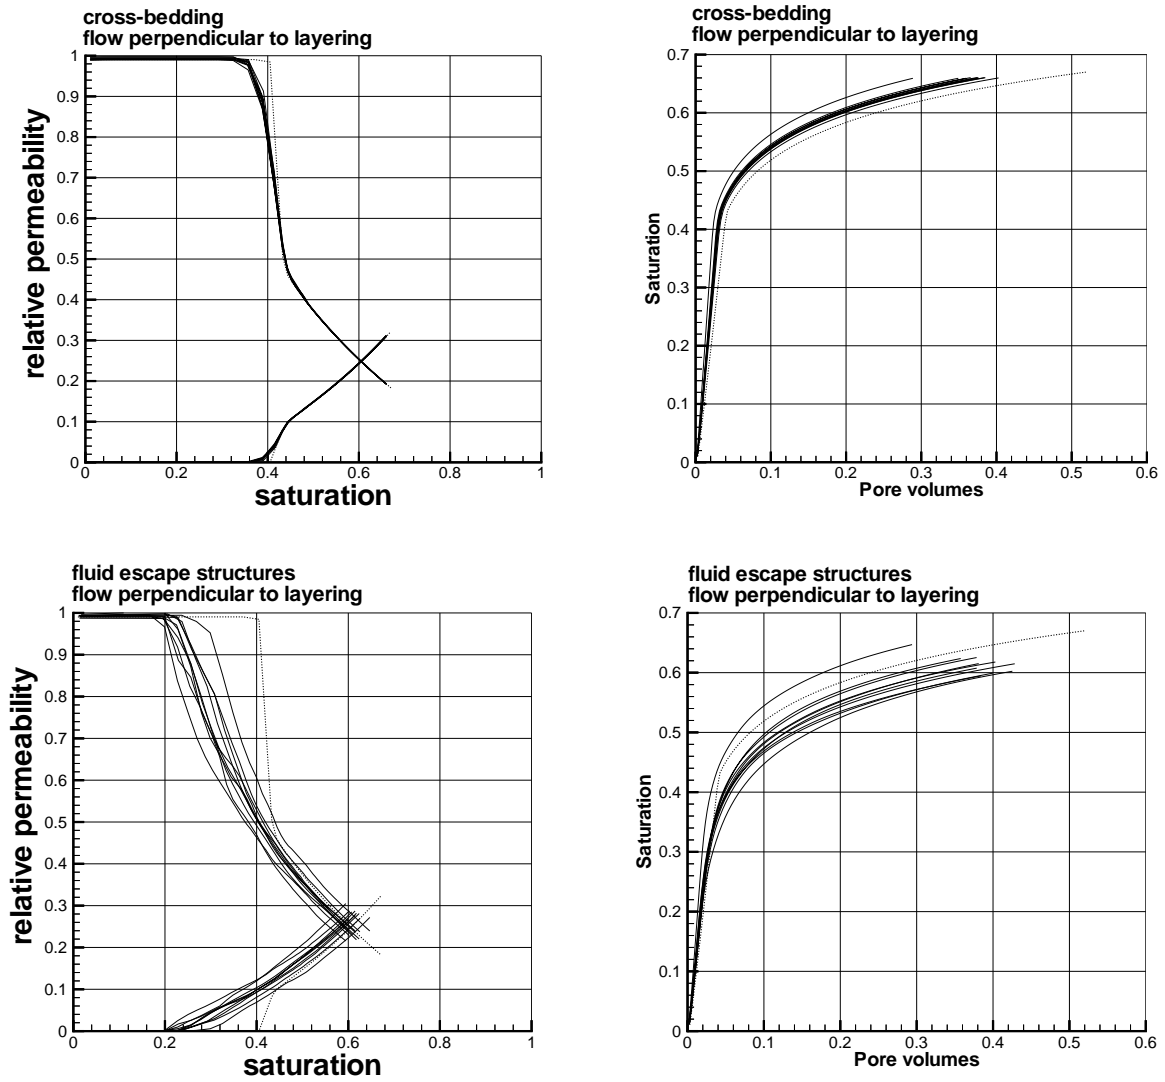 cross-bedding
flow perpendicular to layering
1
0.9
0.8
0.7
0.6
0.5
0.4
0.3
0.2
0.1
0
relative permeability
0 0.2 0.4 0.6 0.8 1
saturation
cross-bedding
flow perpendicular to layering
0.7
0.6
0.5
0.4
0.3
0.2
0.1
0
Saturation
0 0.1 0.2 0.3 0.4 0.5 0.6
Pore volumes
fluid escape structures
flow perpendicular to layering
1
0.9
0.8
0.7
0.6
0.5
0.4
0.3
0.2
0.1
0
relative permeability
0 0.2 0.4 0.6 0.8 1
saturation
fluid escape structures
flow perpendicular to layering
0.7
0.6
0.5
0.4
0.3
0.2
0.1
0
Saturation
0 0.1 0.2 0.3 0.4 0.5 0.6
Pore volumes